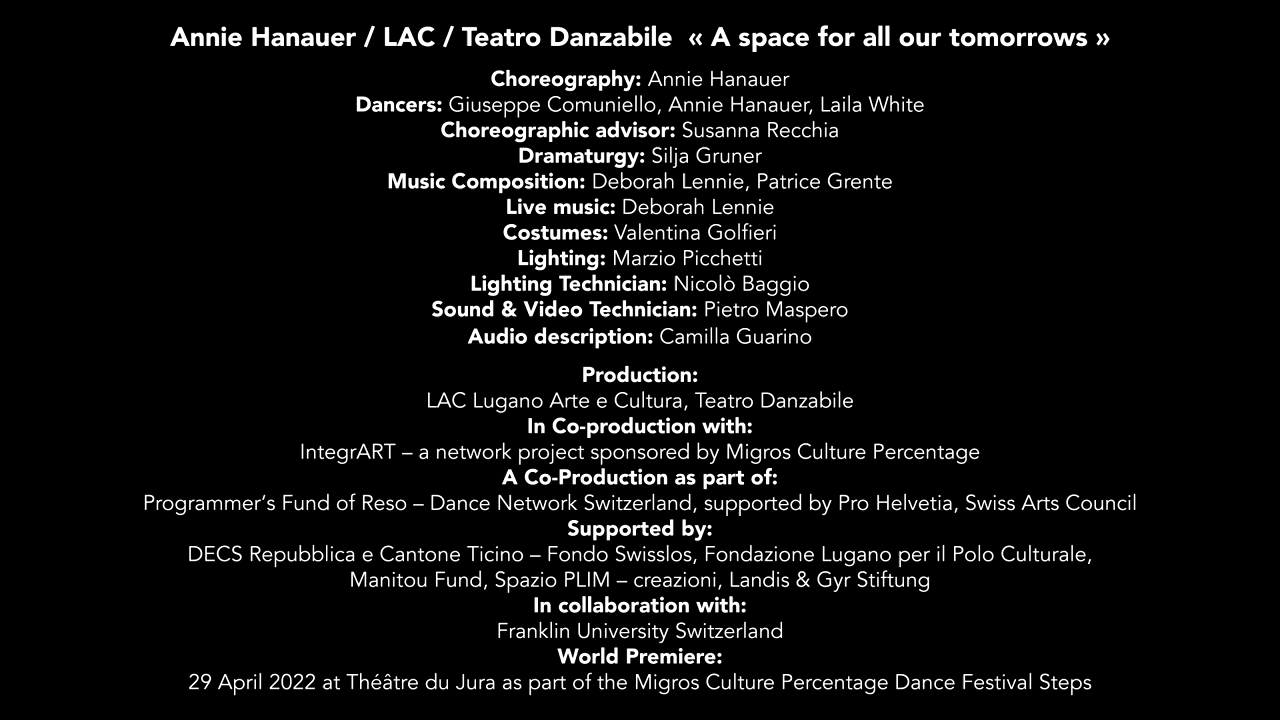 Annie Hanauer / LAC / Teatro Danzabile « A space for all our tomorrows »
Choreography: Annie Hanauer
Dancers: Giuseppe Comuniello, Annie Hanauer, Laila White
Choreographic advisor: Susanna Recchia
Dramaturgy: Silja Gruner
Music Composition: Deborah Lennie, Patrice Grente
Live music: Deborah Lennie
Costumes: Valentina Golfieri
Lighting: Marzio Picchetti
Lighting Technician: Nicolò Baggio
Sound & Video Technician: Pietro Maspero
Audio description: Camilla Guarino
Production:
LAC Lugano Arte e Cultura, Teatro Danzabile
In Co-production with:
IntegrART – a network project sponsored by Migros Culture Percentage
A Co-Production as part of:
Programmer‘s Fund of Reso – Dance Network Switzerland, supported by Pro Helvetia, Swiss Arts Council
Supported by:
DECS Repubblica e Cantone Ticino – Fondo Swisslos, Fondazione Lugano per il Polo Culturale,
Manitou Fund, Spazio PLIM – creazioni, Landis & Gyr Stiftung
In collaboration with:
Franklin University Switzerland
World Premiere:
29 April 2022 at Théâtre du Jura as part of the Migros Culture Percentage Dance Festival Steps